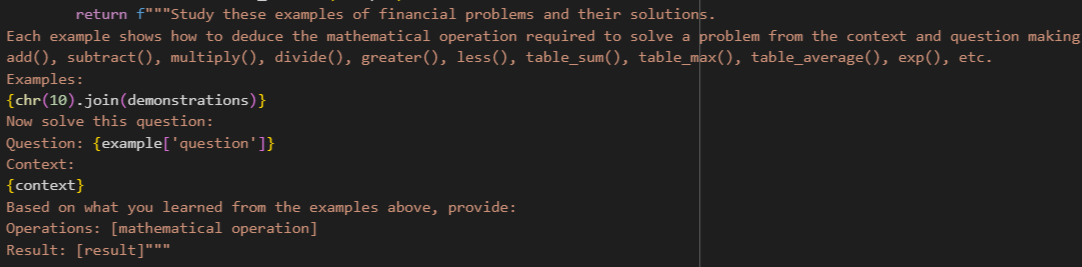 return f"""Study these examples of financial problems and their solutions.
Each example shows how to deduce the mathematical operation required to solve a problem from the context and question making
add(), subtract(), multiply(), divide(), greater(), less(), table_sum(), table_max(), table_average(), exp(), etc.
Examples:
{chr(10).join(demonstrations)}
Now solve this question:
Question: {example['question']}
Context:
{context}
Based on what you learned from the examples above, provide:
Operations: [mathematical operation]
Result: [result]"""